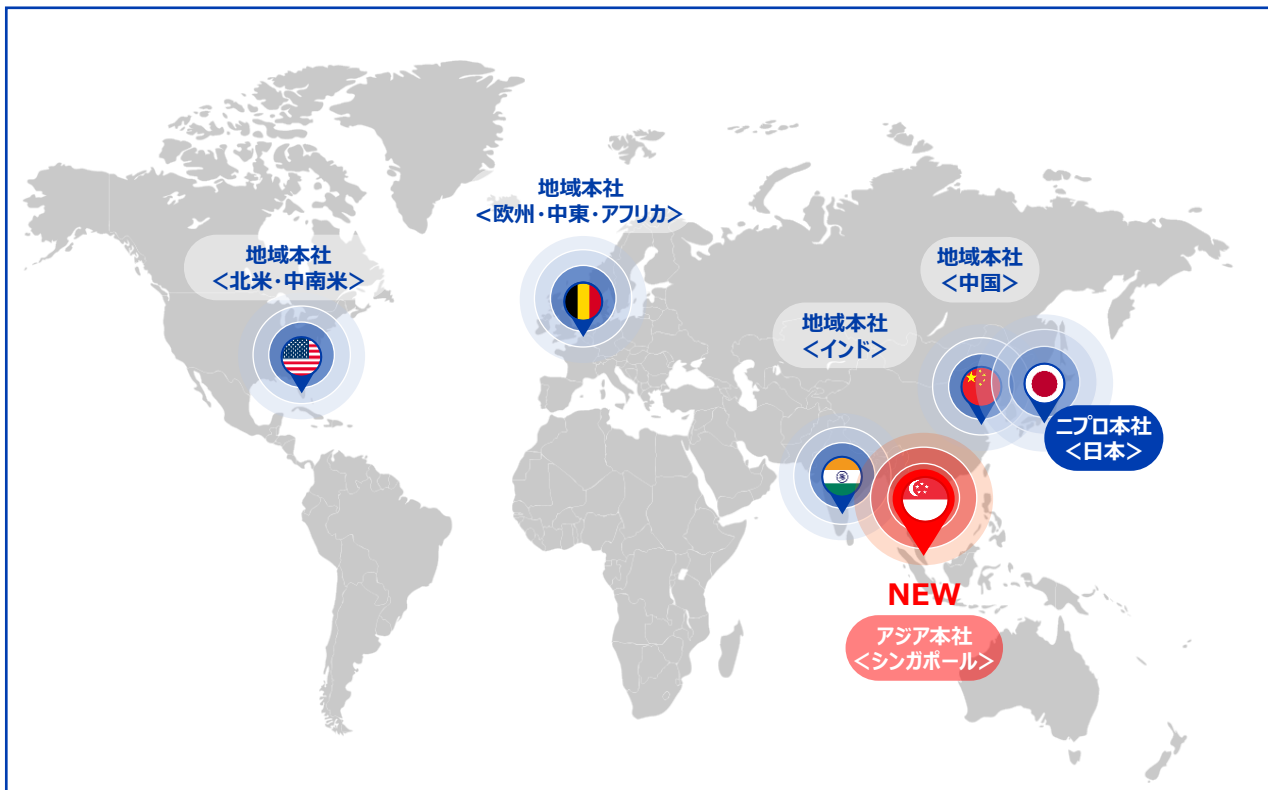 地域本社
<欧州・中東・アフリカ>
地域本社
<北米・中南米>
地域本社
<中国>
地域本社
<インド>
ニプロ本社
<日本>
NEW
アジア本社
<シンガポール>